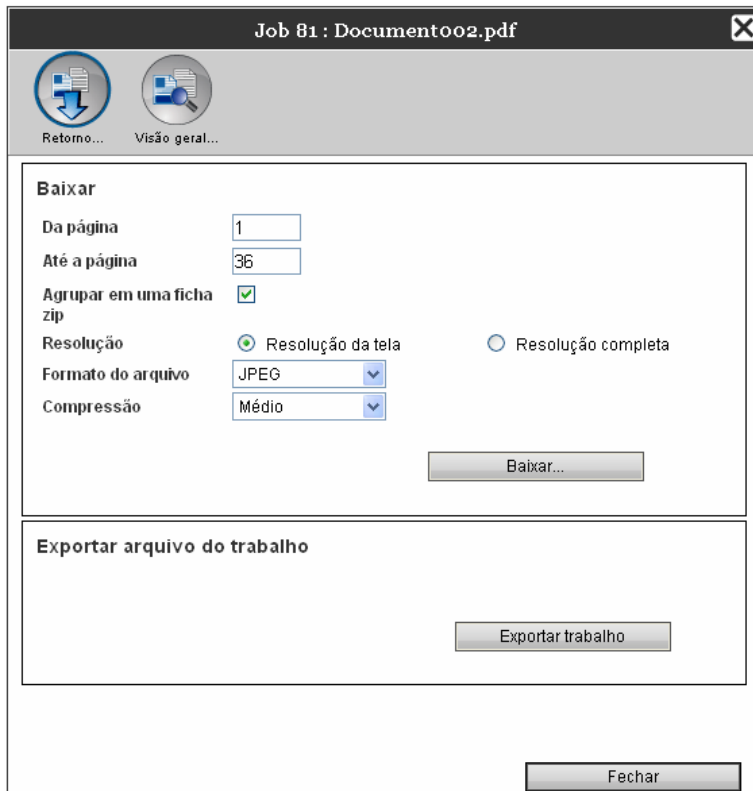 Job 81 : Document002.pdf
Retorno... Visão geral...
Baixar
Da página 1
Até a página 36
Agrupar em uma ficha
zip
Resolução Resolução da tela Resolução completa
Formato do arquivo JPEG
Compressão Médio
Baixar...
Exportar arquivo do trabalho
Exportar trabalho
Fechar